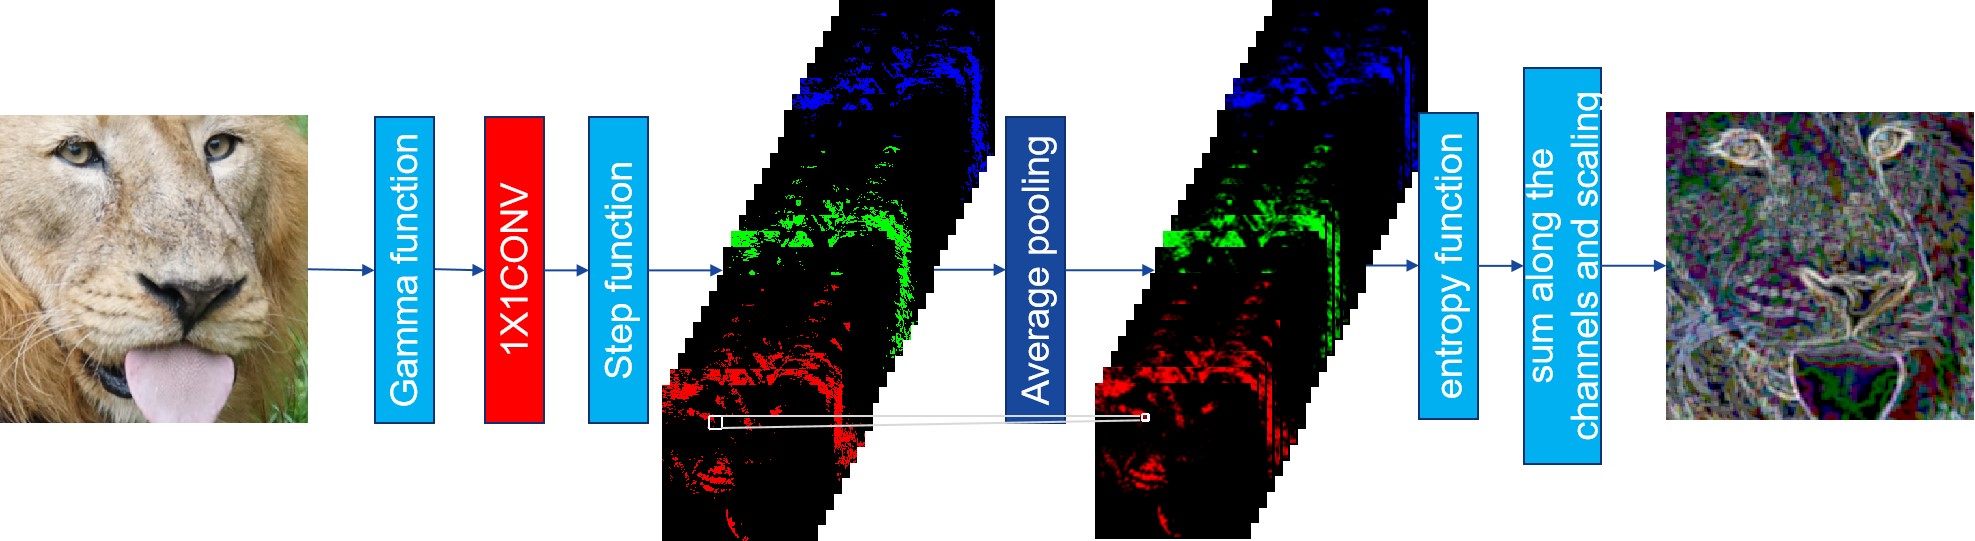 Gamma function
1X1CONV
Step function
Average pooling
entropy function
sum along the
channels and scaling